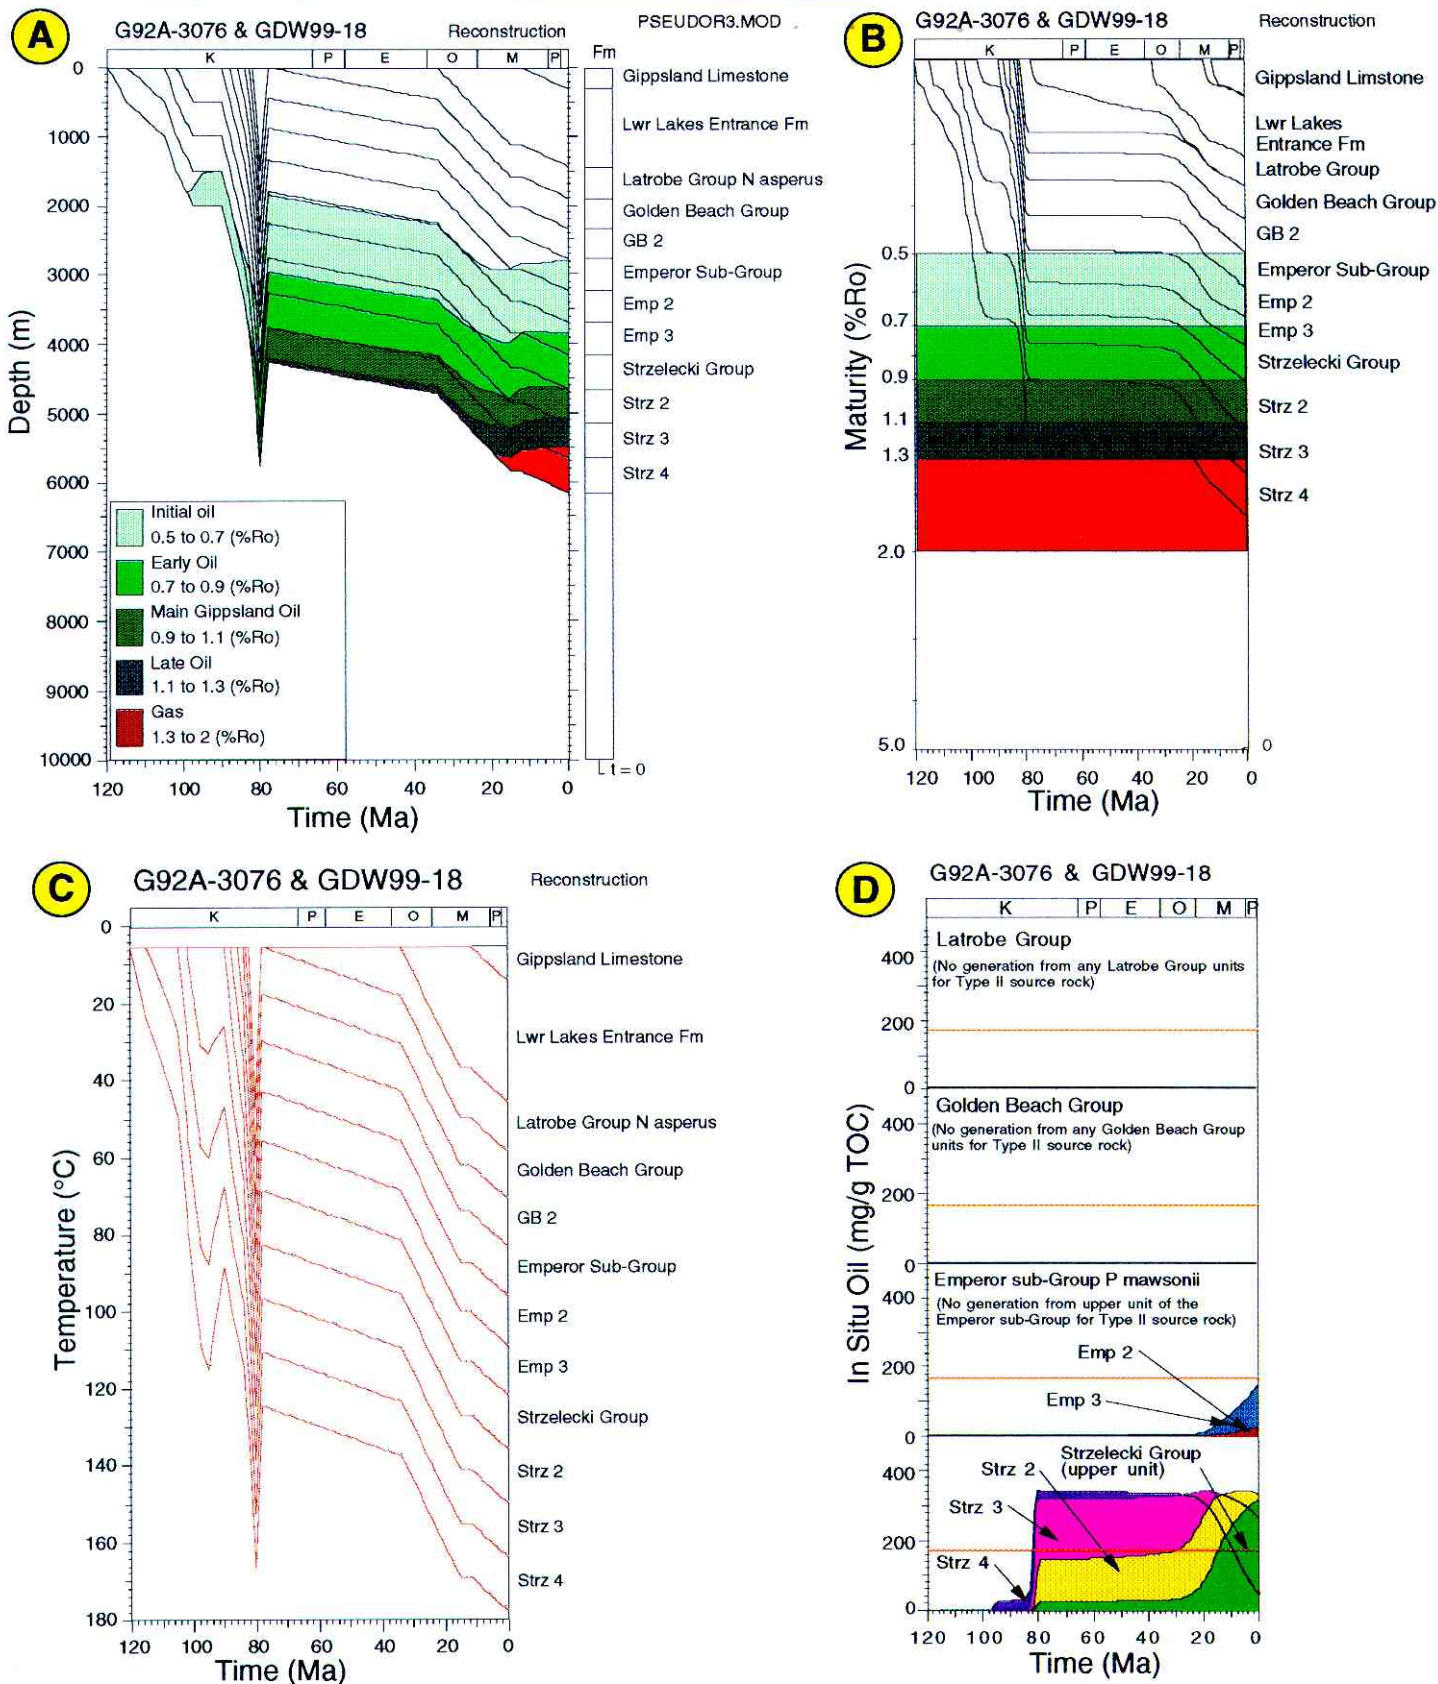 A
G92A-3076 & GDW99-18
Reconstruction
PSEUDOR3.MOD
K P E O M P
Fm
0
1000
2000
3000
4000
5000
6000
7000
8000
9000
10000
Depth (m)
Gippsland Limestone
Lwr Lakes Entrance Fm
Latrobe Group N asperus
Golden Beach Group
GB 2
Emperor Sub-Group
Emp 2
Emp 3
Strzelecki Group
Strz 2
Strz 3
Strz 4
Initial oil
0.5 to 0.7 (%Ro)
Early Oil
0.7 to 0.9 (%Ro)
Main Gippsland Oil
0.9 to 1.1 (%Ro)
Late Oil
1.1 to 1.3 (%Ro)
Gas
1.3 to 2 (%Ro)
t = 0
120 100 80 60 40 20 0
Time (Ma)
B
G92A-3076 & GDW99-18
Reconstruction
K P E O M P
0.5
0.7
0.9
1.1
1.3
2.0
5.0
Maturity (%Ro)
Gippsland Limstone
Lwr Lakes
Entrance Fm
Latrobe Group
Golden Beach Group
GB 2
Emperor Sub-Group
Emp 2
Emp 3
Strzelecki Group
Strz 2
Strz 3
Strz 4
0
120 100 80 60 40 20 0
Time (Ma)
C
G92A-3076 & GDW99-18
Reconstruction
K P E O M P
0
20
40
60
80
100
120
140
160
180
Temperature (°C)
Gippsland Limestone
Lwr Lakes Entrance Fm
Latrobe Group N asperus
Golden Beach Group
GB 2
Emperor Sub-Group
Emp 2
Emp 3
Strzelecki Group
Strz 2
Strz 3
Strz 4
120 100 80 60 40 20 0
Time (Ma)
D
G92A-3076 & GDW99-18
K P E O M P
In Situ Oil (mg/g TOC)
Latrobe Group
(No generation from any Latrobe Group units
for Type II source rock)
400
200
0
Golden Beach Group
(No generation from any Golden Beach Group
units for Type II source rock)
400
200
0
Emperor sub-Group P mawsonii
(No generation from upper unit of the
Emperor sub-Group for Type II source rock)
400
200
0
Emp 2
Emp 3
Strzelecki Group
(upper unit)
Strz 2
Strz 3
Strz 4
400
200
0
120 100 80 60 40 20 0
Time (Ma)